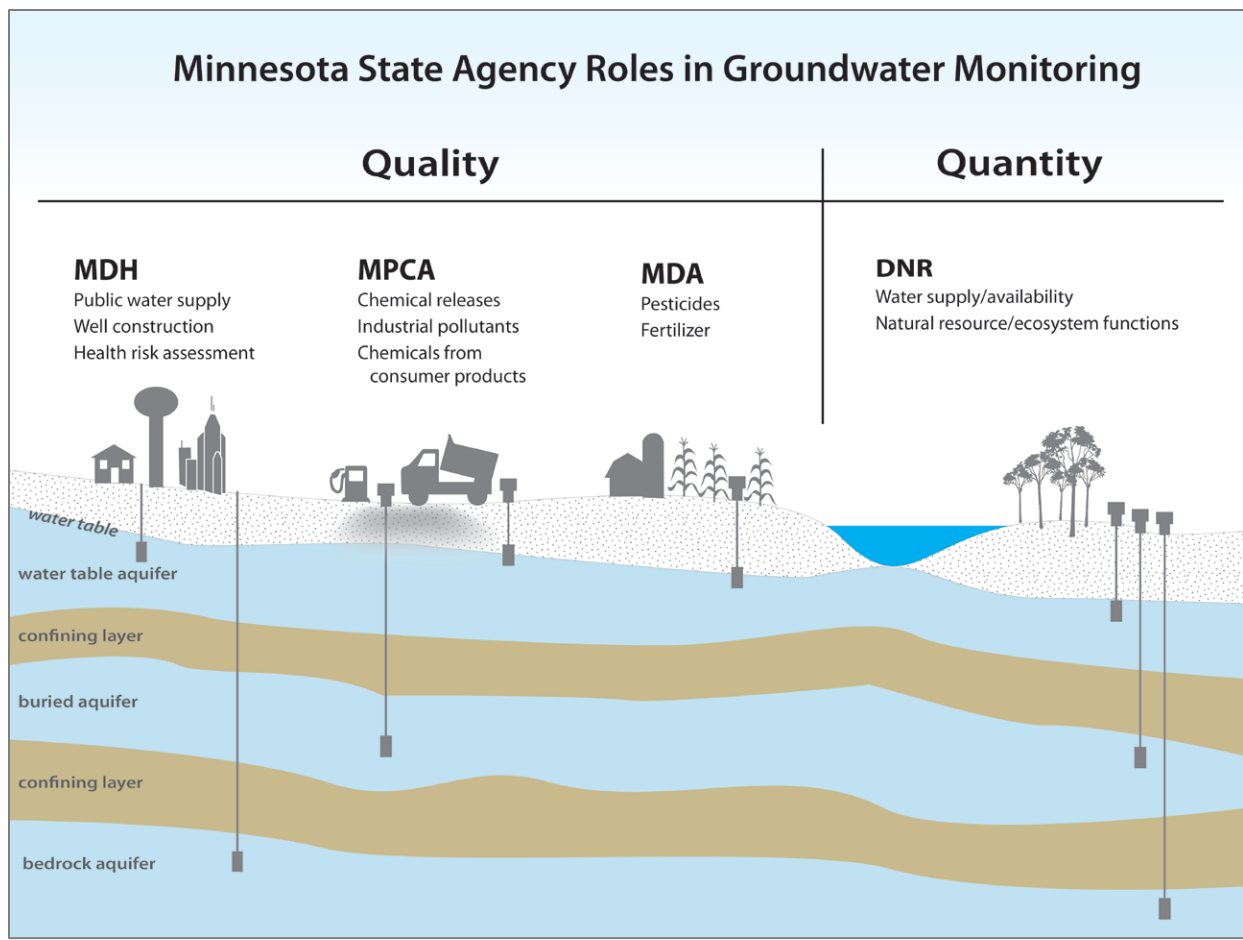 Minnesota State Agency Roles in Groundwater Monitoring
Quality
Quantity
MDH
Public water supply
Well construction
Health risk assessment
MPCA
Chemical releases
Industrial pollutants
Chemicals from
consumer products
MDA
Pesticides
Fertilizer
DNR
Water supply/availability
Natural resource/ecosystem functions
water table
water table aquifer
confining layer
buried aquifer
confining layer
bedrock aquifer